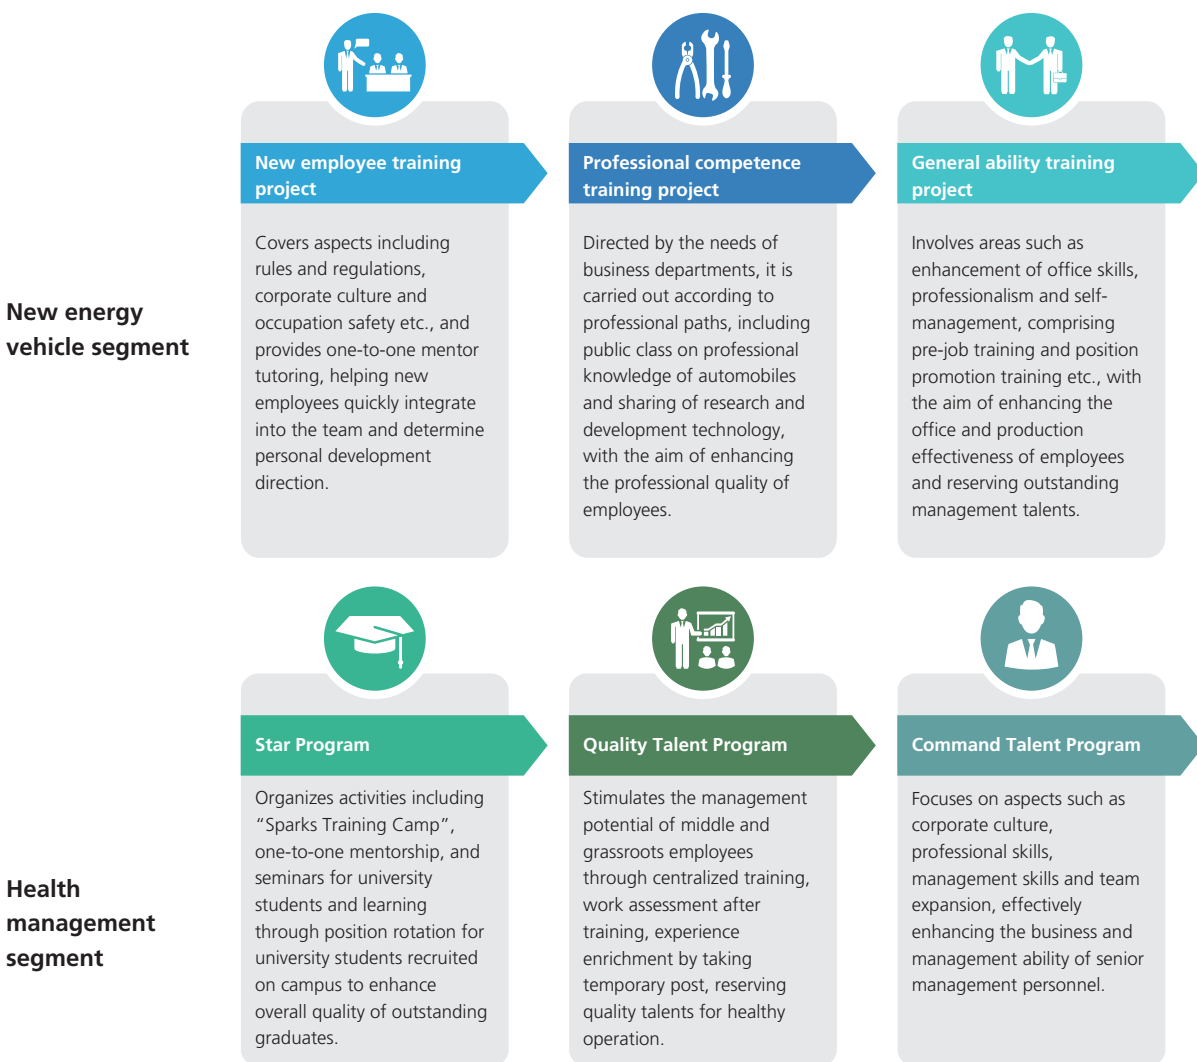 New energy
vehicle segment
New employee training
project
Covers aspects including
rules and regulations,
corporate culture and
occupation safety etc., and
provides one-to-one mentor
tutoring, helping new
employees quickly integrate
into the team and determine
personal development
direction.
Professional competence
training project
Directed by the needs of
business departments, it is
carried out according to
professional paths, including
public class on professional
knowledge of automobiles
and sharing of research and
development technology,
with the aim of enhancing
the professional quality of
employees.
General ability training
project
Involves areas such as
enhancement of office skills,
professionalism and self-
management, comprising
pre-job training and position
promotion training etc., with
the aim of enhancing the
office and production
effectiveness of employees
and reserving outstanding
management talents.
Health
management
segment
Star Program
Organizes activities including
“Sparks Training Camp”,
one-to-one mentorship, and
seminars for university
students and learning
through position rotation for
university students recruited
on campus to enhance
overall quality of outstanding
graduates.
Quality Talent Program
Stimulates the management
potential of middle and
grassroots employees
through centralized training,
work assessment after
training, experience
enrichment by taking
temporary post, reserving
quality talents for healthy
operation.
Command Talent Program
Focuses on aspects such as
corporate culture,
professional skills,
management skills and team
expansion, effectively
enhancing the business and
management ability of senior
management personnel.